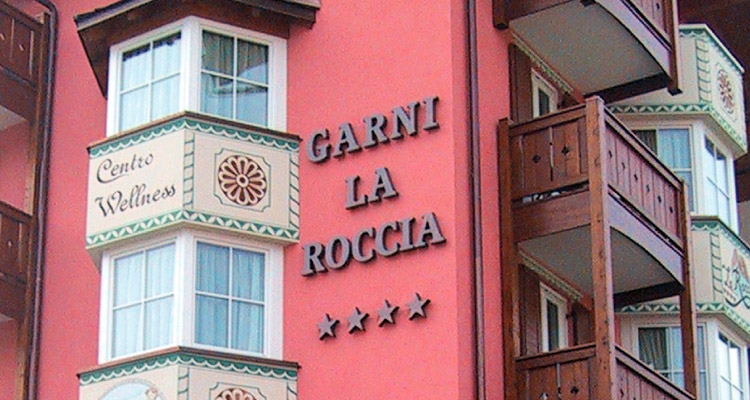 Centro
Wellness
GARNI
LA
ROCCIA